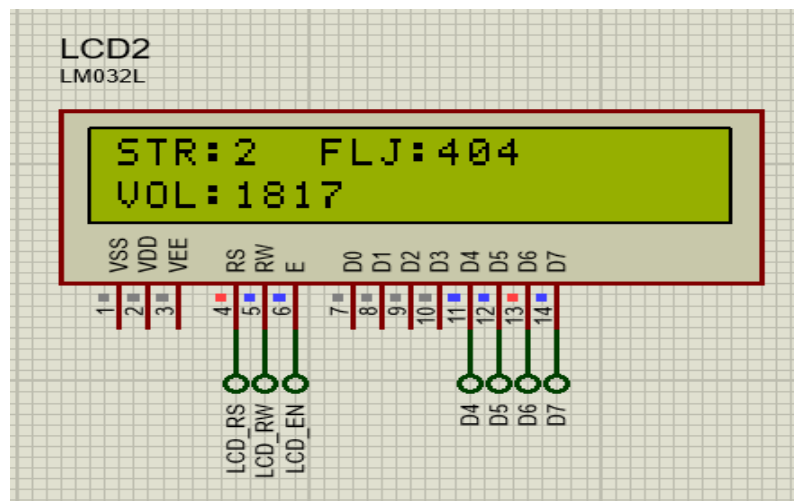 LCD2
LM032L
STR:2 FLJ:404
VOL:1817
VSS VDD VEE RS RW E D0 D1 D2 D3 D4 D5 D6 D7
1 2 3 4 5 6 7 8 9 10 11 12 13 14
LCD_RS LCD_RW LCD_EN D4 D5 D6 D7